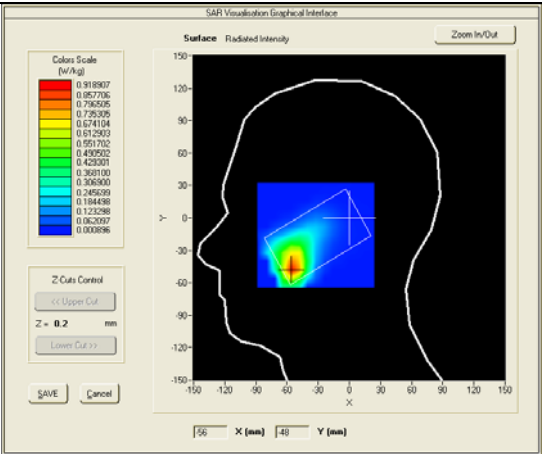 SAR Visualisation Graphical Interface
Surface Radiated Intensity
Zoom In/Out
Colors Scale
(W/kg)
0.918907
0.857706
0.796505
0.735305
0.674104
0.612903
0.551702
0.490502
0.429301
0.368100
0.306900
0.245699
0.184498
0.123298
0.062097
0.000896
Z-Cuts Control
<< Upper Cut
Z = 0.2 mm
Lower Cut >>
SAVE Cancel
150
120
90
60
30
0
-30
-60
-90
-120
-150
Y
-150 -120 -90 -60 -30 0 30 60 90 120 150
X
-56 X (mm) -48 Y (mm)